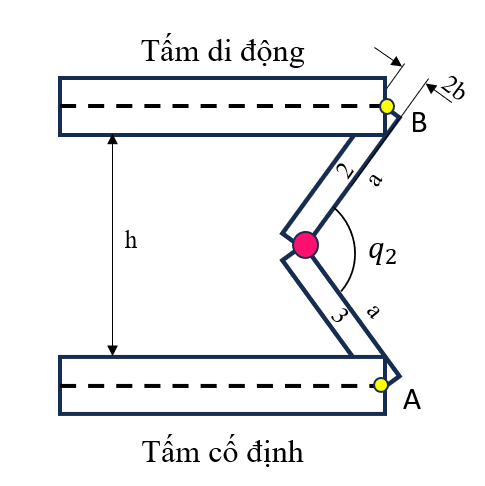 Tấm di động
2b
B
2
a
h
q₂
3
a
A
Tấm cố định